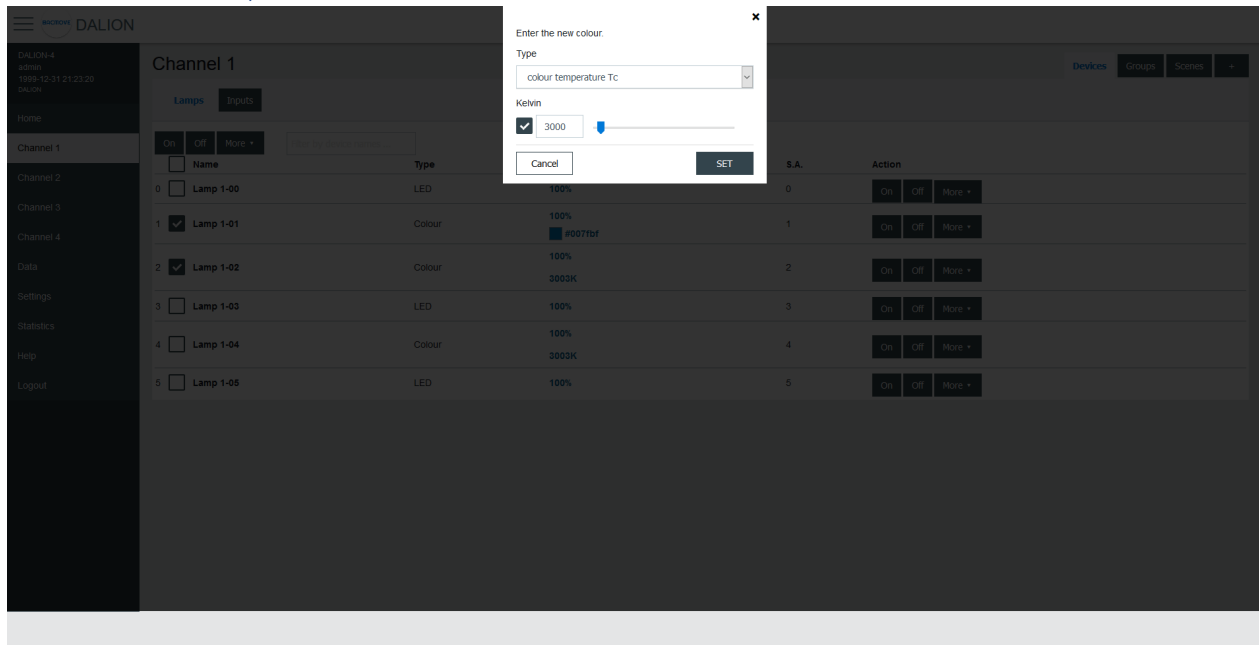 DALION
DALION-4
admin
1999-12-31 21:23:20
DALION
Home
Channel 1
Channel 2
Channel 3
Channel 4
Data
Settings
Statistics
Help
Logout
Channel 1
Devices Groups Scenes +
Lamps Inputs
On Off More
Enter the new colour.
Type
colour temperature Tc
Kelvin
3000
Cancel SET
Name Type S.A. Action
0 Lamp 1-00 LED 100% 0 On Off More
1 Lamp 1-01 Colour 100% #007fbf 1 On Off More
2 Lamp 1-02 Colour 100% 3003K 2 On Off More
3 Lamp 1-03 LED 100% 3 On Off More
4 Lamp 1-04 Colour 100% 3003K 4 On Off More
5 Lamp 1-05 LED 100% 5 On Off More